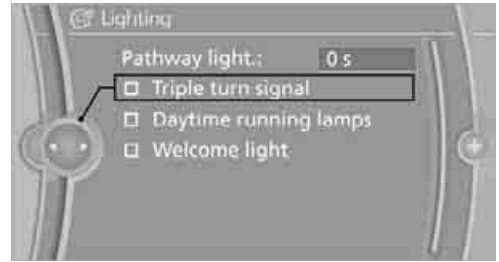 Lighting
Pathway light.: 0 s
Triple turn signal
Daytime running lamps
Welcome light